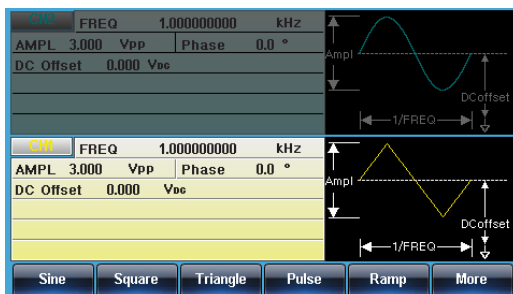 CH2 FREQ 1.000000000 kHz
AMPL 3.000 Vpp Phase 0.0 °
DC Offset 0.000 VDC
Ampl
DCoffset
1/FREQ
CH1 FREQ 1.000000000 kHz
AMPL 3.000 Vpp Phase 0.0 °
DC Offset 0.000 VDC
Ampl
DCoffset
1/FREQ
Sine Square Triangle Pulse Ramp More